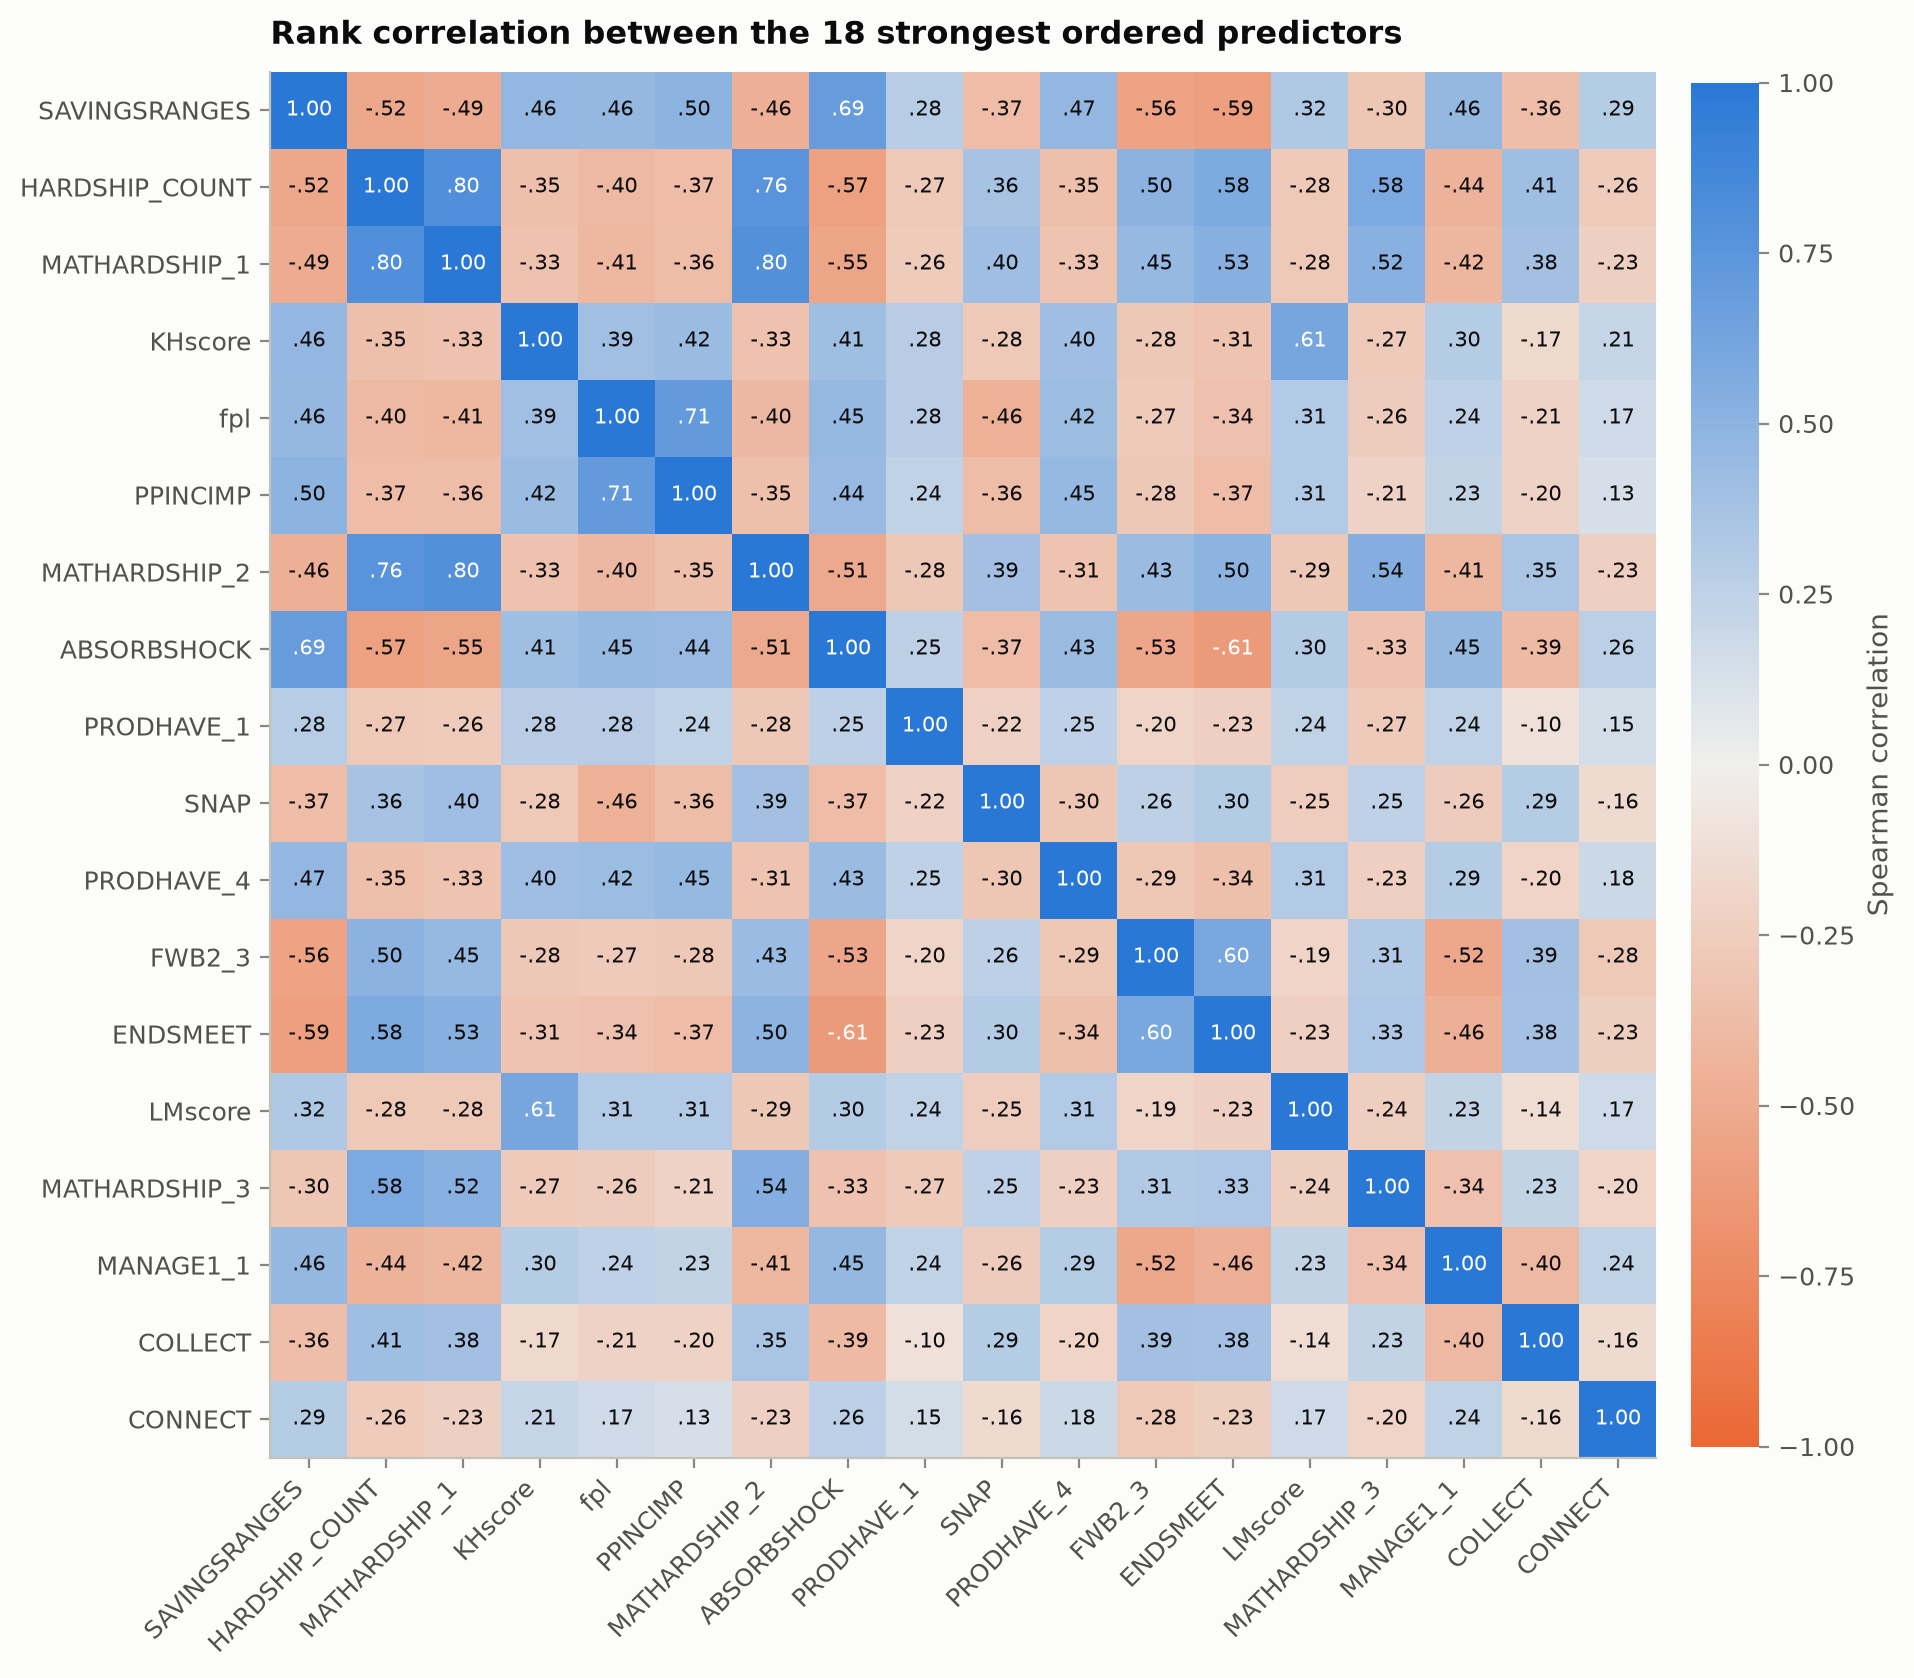 Rank correlation between the 18 strongest ordered predictors
SAVINGSRANGES 1.00 -.52 -.49 .46 .46 .50 -.46 .69 .28 -.37 .47 -.56 -.59 .32 -.30 .46 -.36 .29
HARDSHIP_COUNT -.52 1.00 .80 -.35 -.40 -.37 .76 -.57 -.27 .36 -.35 .50 .58 -.28 .58 -.44 .41 -.26
MATHARDSHIP_1 -.49 .80 1.00 -.33 -.41 -.36 .80 -.55 -.26 .40 -.33 .45 .53 -.28 .52 -.42 .38 -.23
KHscore .46 -.35 -.33 1.00 .39 .42 -.33 .41 .28 -.28 .40 -.28 -.31 .61 -.27 .30 -.17 .21
fpl .46 -.40 -.41 .39 1.00 .71 -.40 .45 .28 -.46 .42 -.27 -.34 .31 -.26 .24 -.21 .17
PPINCIMP .50 -.37 -.36 .42 .71 1.00 -.35 .44 .24 -.36 .45 -.28 -.37 .31 -.21 .23 -.20 .13
MATHARDSHIP_2 -.46 .76 .80 -.33 -.40 -.35 1.00 -.51 -.28 .39 -.31 .43 .50 -.29 .54 -.41 .35 -.23
ABSORBSHOCK .69 -.57 -.55 .41 .45 .44 -.51 1.00 .25 -.37 .43 -.53 -.61 .30 -.33 .45 -.39 .26
PRODHAVE_1 .28 -.27 -.26 .28 .28 .24 -.28 .25 1.00 -.22 .25 -.20 -.23 .24 -.27 .24 -.10 .15
SNAP -.37 .36 .40 -.28 -.46 -.36 .39 -.37 -.22 1.00 -.30 .26 .30 -.25 .25 -.26 .29 -.16
PRODHAVE_4 .47 -.35 -.33 .40 .42 .45 -.31 .43 .25 -.30 1.00 -.29 -.34 .31 -.23 .29 -.20 .18
FWB2_3 -.56 .50 .45 -.28 -.27 -.28 .43 -.53 -.20 .26 -.29 1.00 .60 -.19 .31 -.52 .39 -.28
ENDSMEET -.59 .58 .53 -.31 -.34 -.37 .50 -.61 -.23 .30 -.34 .60 1.00 -.23 .33 -.46 .38 -.23
LMscore .32 -.28 -.28 .61 .31 .31 -.29 .30 .24 -.25 .31 -.19 -.23 1.00 -.24 .23 -.14 .17
MATHARDSHIP_3 -.30 .58 .52 -.27 -.26 -.21 .54 -.33 -.27 .25 -.23 .31 .33 -.24 1.00 -.34 .23 -.20
MANAGE1_1 .46 -.44 -.42 .30 .24 .23 -.41 .45 .24 -.26 .29 -.52 -.46 .23 -.34 1.00 -.40 .24
COLLECT -.36 .41 .38 -.17 -.21 -.20 .35 -.39 -.10 .29 -.20 .39 .38 -.14 .23 -.40 1.00 -.16
CONNECT .29 -.26 -.23 .21 .17 .13 -.23 .26 .15 -.16 .18 -.28 -.23 .17 -.20 .24 -.16 1.00
SAVINGSRANGES
HARDSHIP_COUNT
MATHARDSHIP_1
KHscore
fpl
PPINCIMP
MATHARDSHIP_2
ABSORBSHOCK
PRODHAVE_1
SNAP
PRODHAVE_4
FWB2_3
ENDSMEET
LMscore
MATHARDSHIP_3
MANAGE1_1
COLLECT
CONNECT
1.00
0.75
0.50
0.25
0.00
−0.25
−0.50
−0.75
−1.00
Spearman correlation